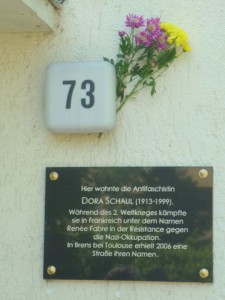 73
Hier wohnte die Antifaschistin
DORA SCHAUL (1913-1999).
Während des 2. Weltkrieges kämpfte
sie in Frankreich unter dem Namen
Renée Fabre in der Résistance gegen
die Nazi-Okkupation.
In Brens bei Toulouse erhielt 2006 eine
Straße ihren Namen.